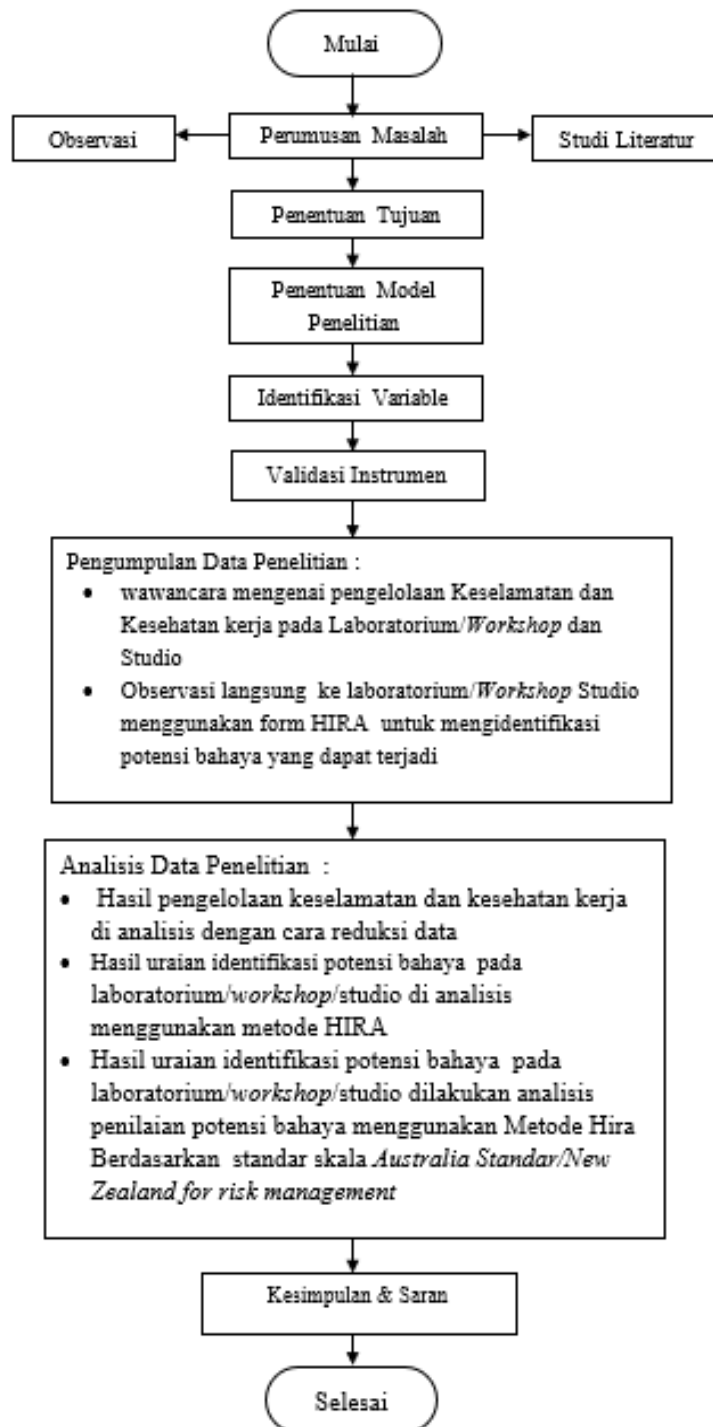 Mulai
Observasi
Perumusan Masalah
Studi Literatur
Penentuan Tujuan
Penentuan Model
Penelitian
Identifikasi Variable
Validasi Instrumen
Pengumpulan Data Penelitian :
• wawancara mengenai pengelolaan Keselamatan dan
Kesehatan kerja pada Laboratorium/Workshop dan
Studio
• Observasi langsung ke laboratorium/Workshop Studio
menggunakan form HIRA untuk mengidentifikasi
potensi bahaya yang dapat terjadi
Analisis Data Penelitian :
• Hasil pengelolaan keselamatan dan kesehatan kerja
di analisis dengan cara reduksi data
• Hasil uraian identifikasi potensi bahaya pada
laboratorium/workshop/studio di analisis
menggunakan metode HIRA
• Hasil uraian identifikasi potensi bahaya pada
laboratorium/workshop/studio dilakukan analisis
penilaian potensi bahaya menggunakan Metode Hira
Berdasarkan standar skala Australia Standar/New
Zealand for risk management
Kesimpulan & Saran
Selesai